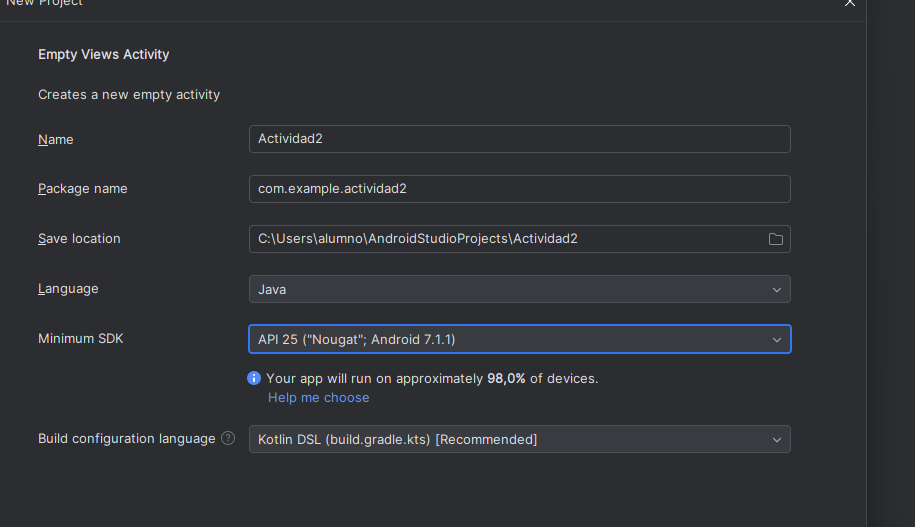 New Project
Empty Views Activity
Creates a new empty activity
Name
Actividad2
Package name
com.example.actividad2
Save location
C:\Users\alumno\AndroidStudioProjects\Actividad2
Language
Java
Minimum SDK
API 25 ("Nougat"; Android 7.1.1)
Your app will run on approximately 98,0% of devices.
Help me choose
Build configuration language
Kotlin DSL (build.gradle.kts) [Recommended]